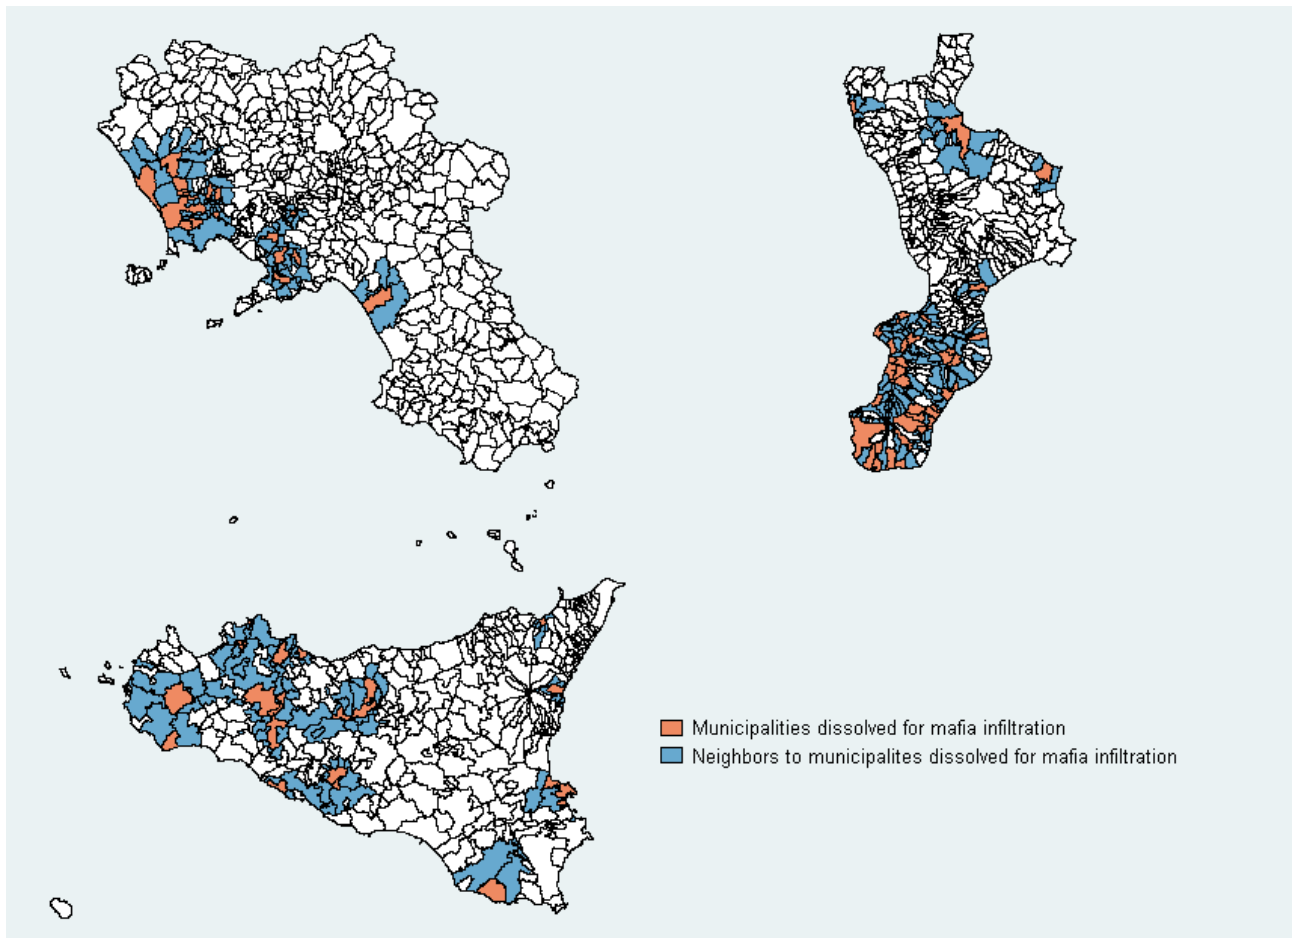 Municipalities dissolved for mafia infiltration
Neighbors to municipalites dissolved for mafia infiltration